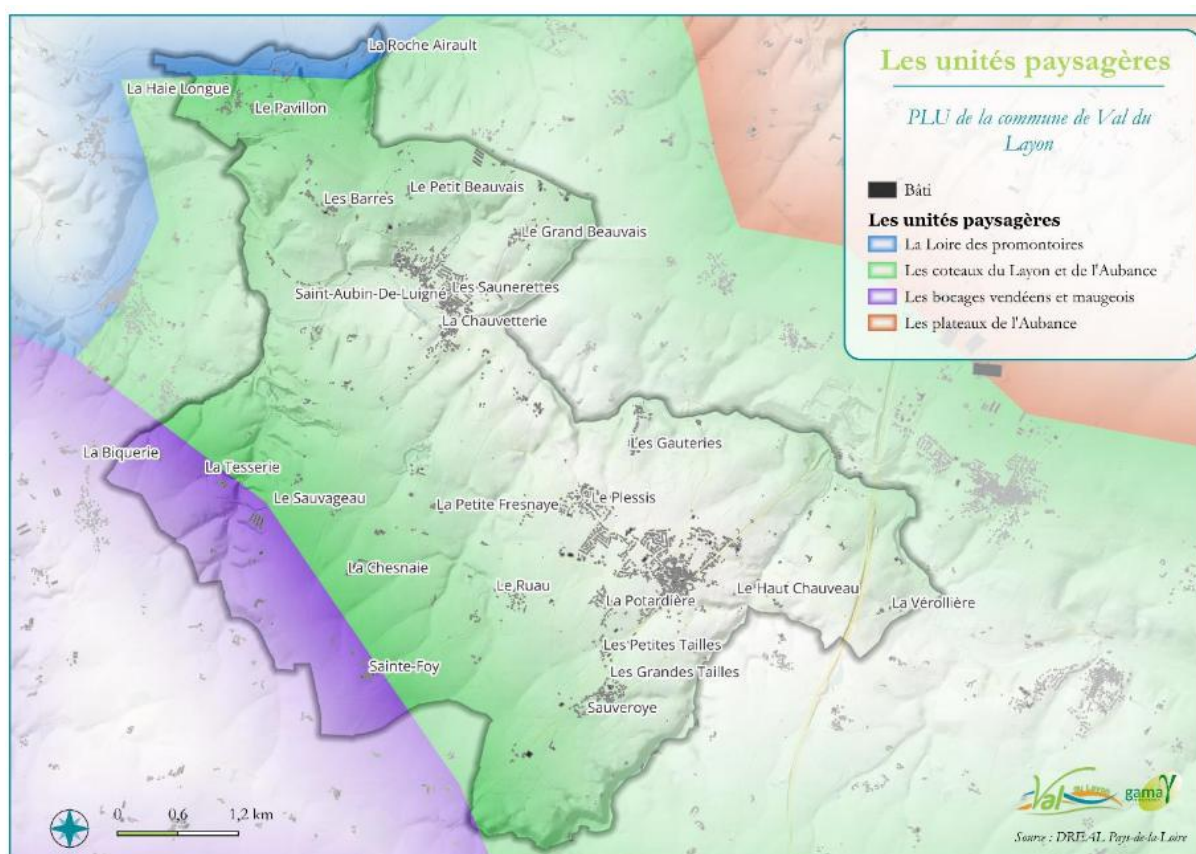 Les unités paysagères
PLU de la commune de Val du
Layon
Bâti
Les unités paysagères
La Loire des promontoires
Les coteaux du Layon et de l'Aubance
Les bocages vendéens et maugeois
Les plateaux de l'Aubance
La Roche Airault
La Haie Longue
Le Pavillon
Les Barres
Le Petit Beauvais
Le Grand Beauvais
Saint-Aubin-De-Luigné
Les Saunerettes
La Chauvetterie
La Biquerie
La Tesserie
Les Gauteries
Le Sauvageau
La Petite Fresnaye
Le Plessis
La Chesnaie
Le Ruau
La Potardière
Le Haut Chauveau
La Vérollière
Les Petites Tailles
Sainte-Foy
Les Grandes Tailles
Sauveroye
0 0,6 1,2 km
Val du Layon
gama
Source : DREAL Pays-de-la-Loire